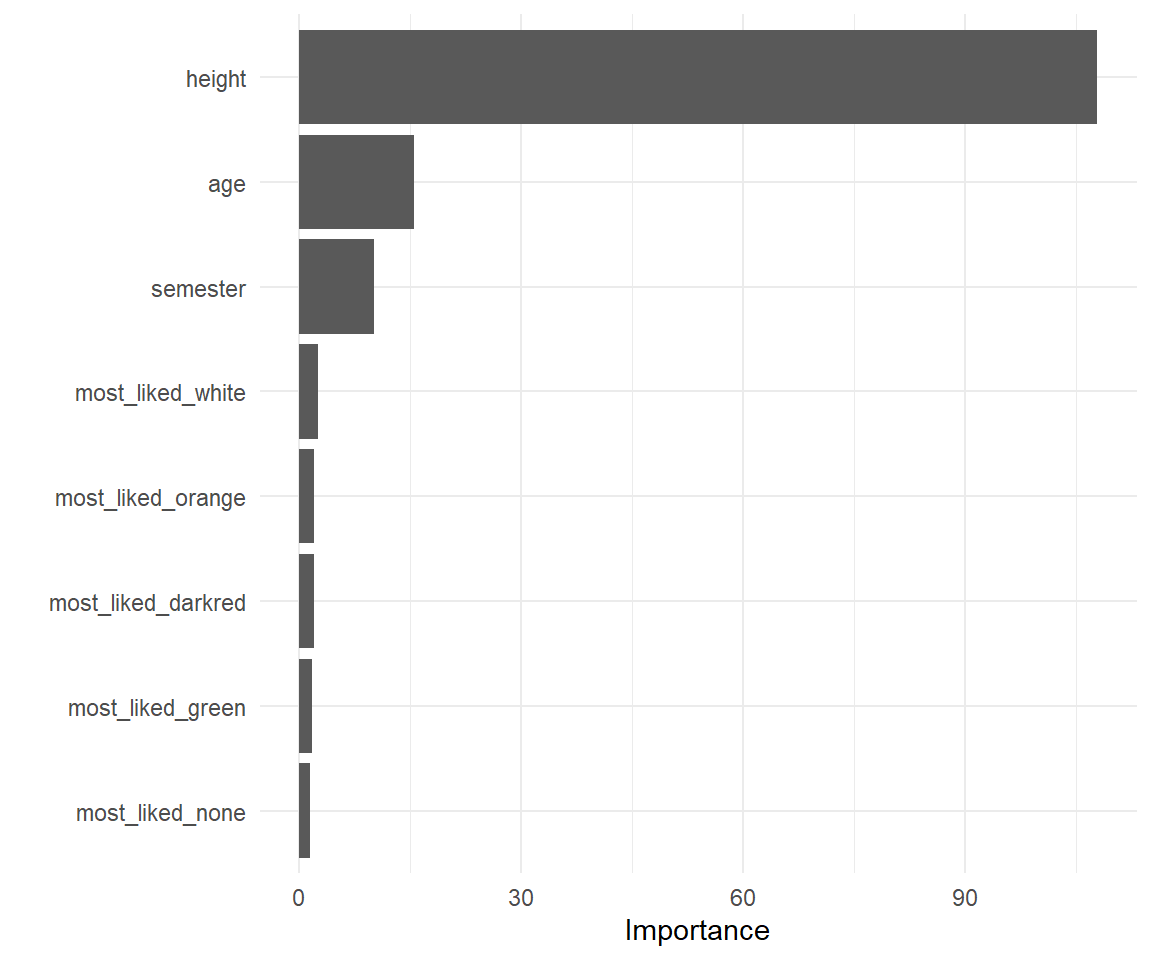 height
age
semester
most_liked_white
most_liked_orange
most_liked_darkred
most_liked_green
most_liked_none
0 30 60 90
Importance